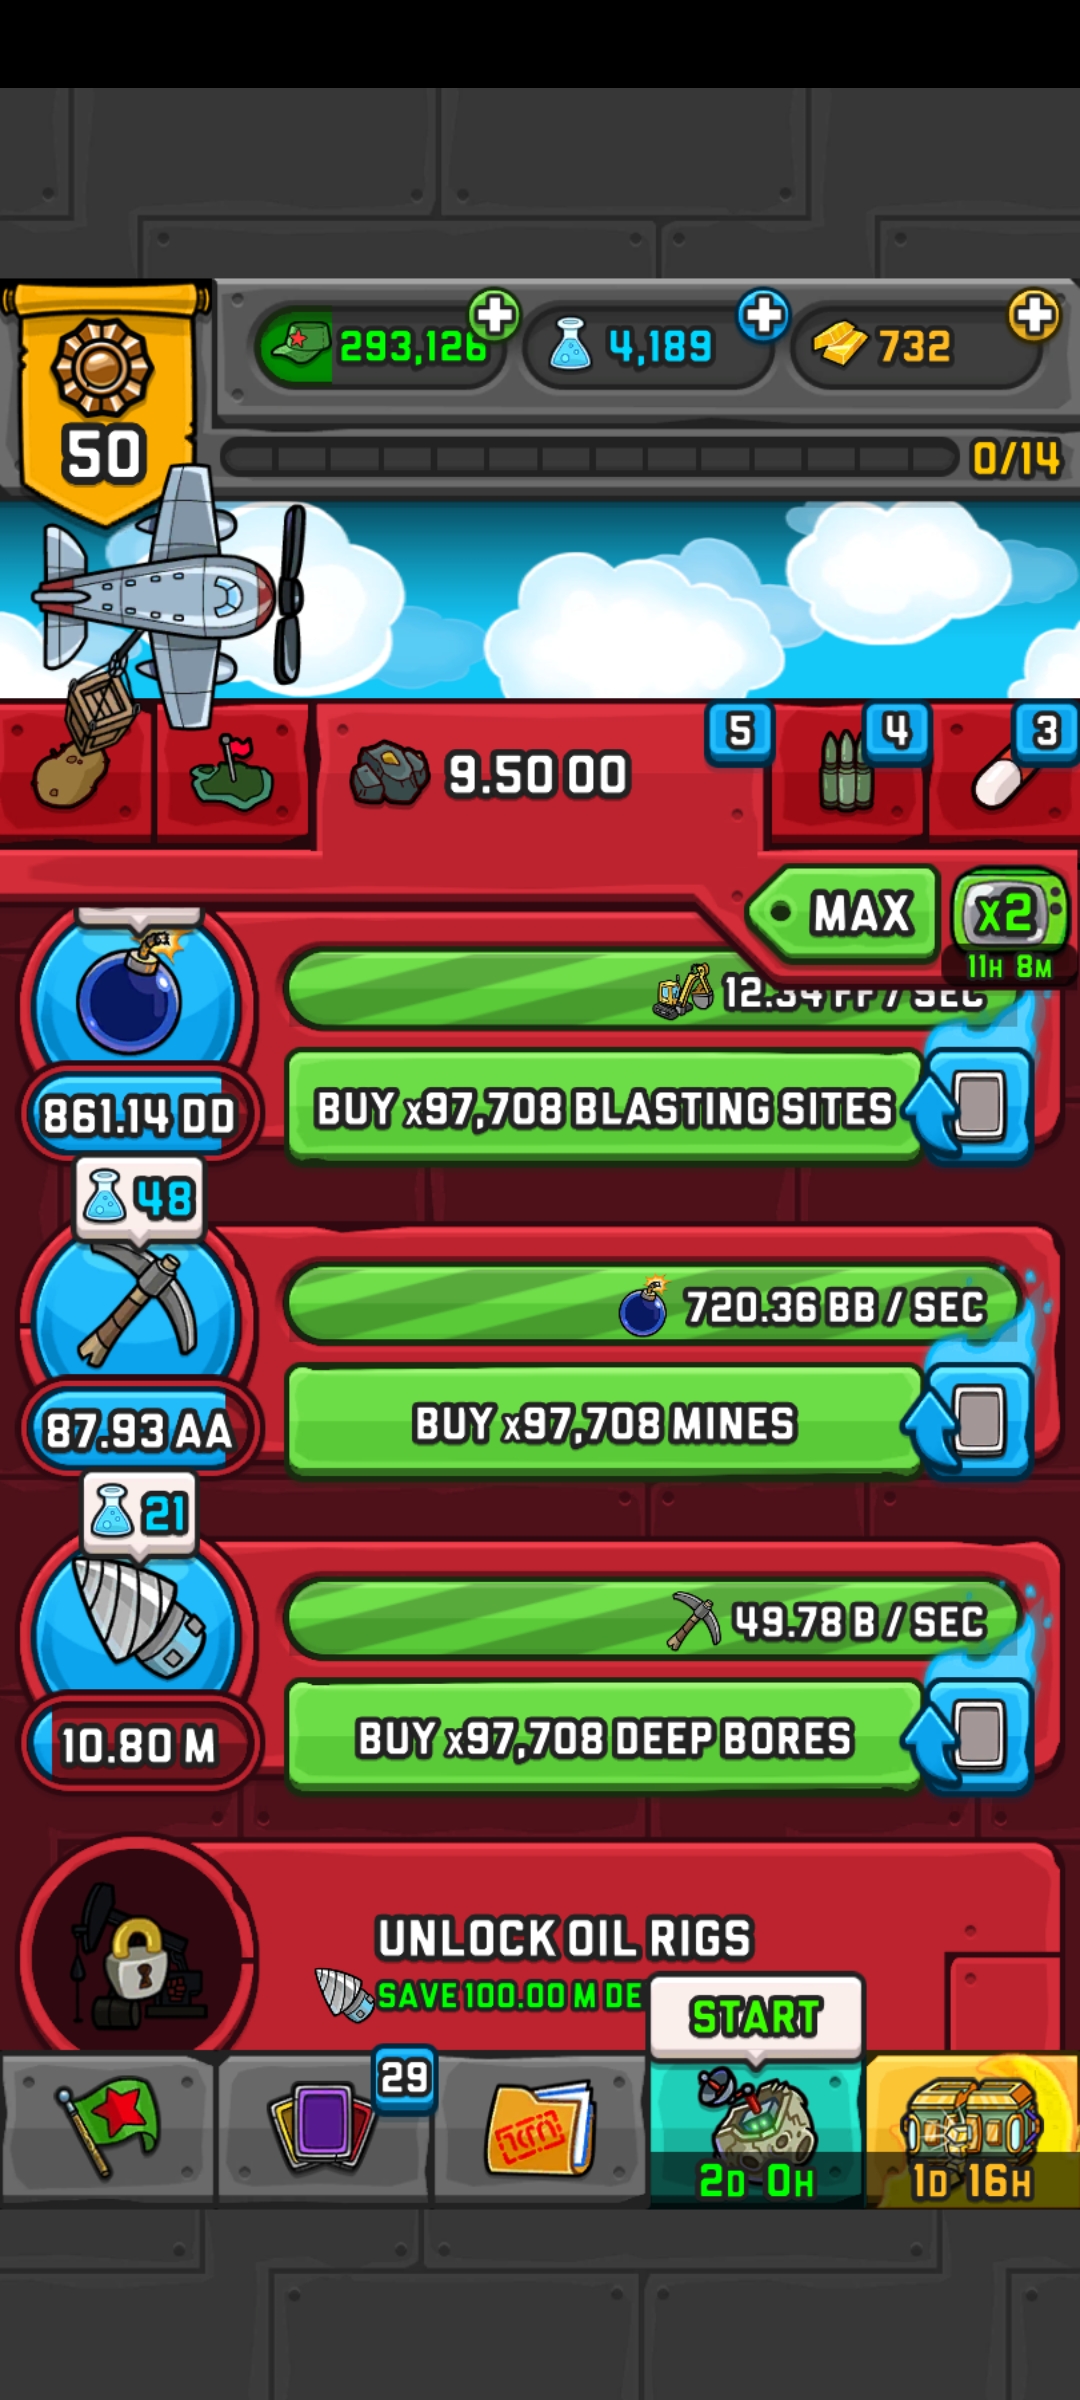 293,126
4,189
732
50
0/14
9.50 OO
5
4
3
MAX
x2
11H 8M
12.34 FF / SEC
861.14 DD
BUY x97,708 BLASTING SITES
48
720.36 BB / SEC
87.93 AA
BUY x97,708 MINES
21
49.78 B / SEC
10.80 M
BUY x97,708 DEEP BORES
UNLOCK OIL RIGS
SAVE 100.00 M DE
START
29
2D 0H
1D 16H